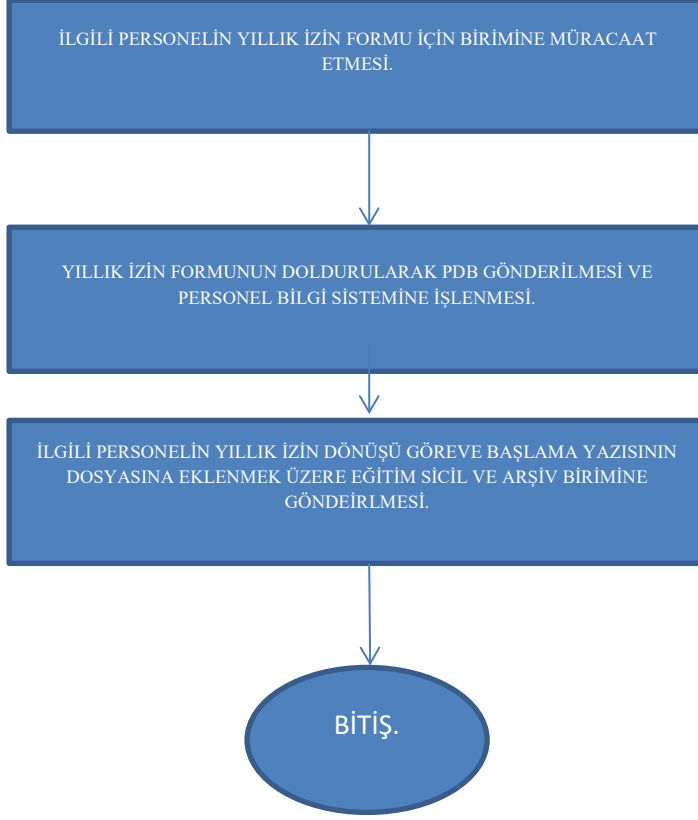 İLGİLİ PERSONELİN YILLIK İZİN FORMU İÇİN BİRİMİNE MÜRACAAT
ETMESİ.
YILLIK İZİN FORMUNUN DOLDURULARAK PDB GÖNDERİLMESİ VE
PERSONEL BİLGİ SİSTEMİNE İŞLENMESİ.
İLGİLİ PERSONELİN YILLIK İZİN DÖNÜŞÜ GÖREVE BAŞLAMA YAZISININ
DOSYASINA EKLENMEK ÜZERE EĞİTİM SİCİL VE ARŞİV BİRİMİNE
GÖNDEİRLMESİ.
BİTİŞ.